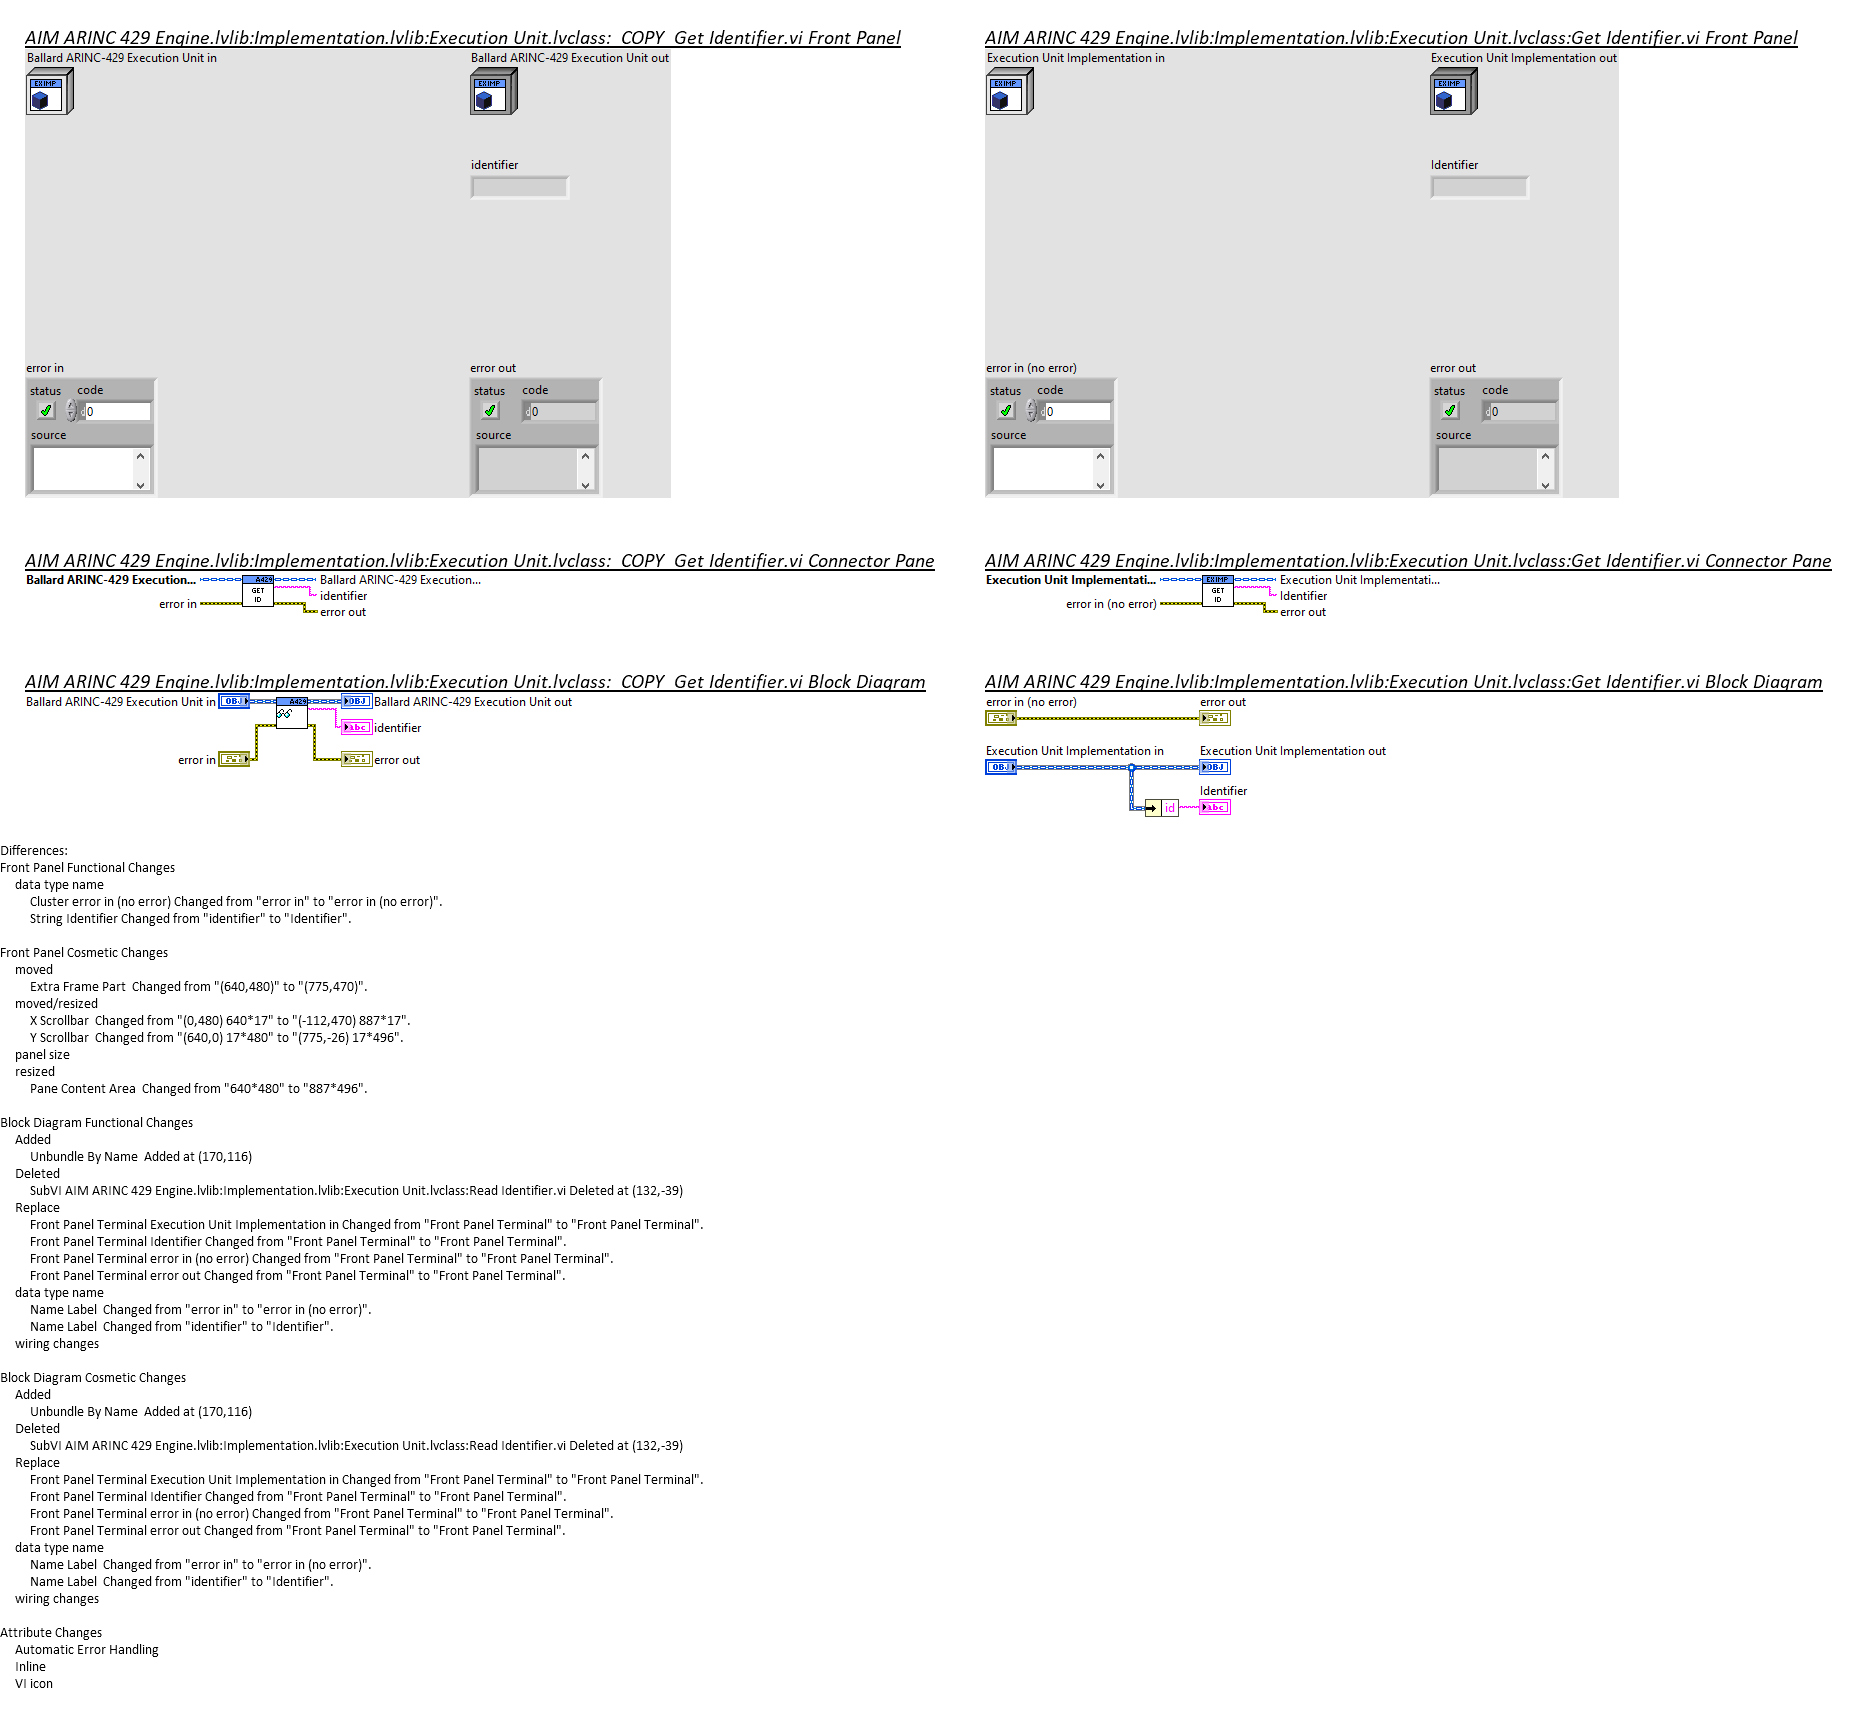 AIM ARINC 429 Engine.lvlib:Implementation.lvlib:Execution Unit.lvclass:_COPY_Get Identifier.vi Front Panel
Ballard ARINC-429 Execution Unit in
Ballard ARINC-429 Execution Unit out
EXIMP
EXIMP
identifier
error in
error out
status code
status code
0
0
source
source
AIM ARINC 429 Engine.lvlib:Implementation.lvlib:Execution Unit.lvclass:Get Identifier.vi Front Panel
Execution Unit Implementation in
Execution Unit Implementation out
EXIMP
EXIMP
Identifier
error in (no error)
error out
status code
status code
0
0
source
source
AIM ARINC 429 Engine.lvlib:Implementation.lvlib:Execution Unit.lvclass:_COPY_Get Identifier.vi Connector Pane
Ballard ARINC-429 Execution...
A429
GET
ID
Ballard ARINC-429 Execution...
identifier
error in
error out
AIM ARINC 429 Engine.lvlib:Implementation.lvlib:Execution Unit.lvclass:Get Identifier.vi Connector Pane
Execution Unit Implementati...
EXIMP
GET
ID
Execution Unit Implementati...
Identifier
error in (no error)
error out
AIM ARINC 429 Engine.lvlib:Implementation.lvlib:Execution Unit.lvclass:_COPY_Get Identifier.vi Block Diagram
Ballard ARINC-429 Execution Unit in
OBJ
A429
OBJ
Ballard ARINC-429 Execution Unit out
abc
identifier
error in
error out
AIM ARINC 429 Engine.lvlib:Implementation.lvlib:Execution Unit.lvclass:Get Identifier.vi Block Diagram
error in (no error)
error out
Execution Unit Implementation in
Execution Unit Implementation out
OBJ
OBJ
Identifier
id
abc
Differences:
Front Panel Functional Changes
data type name
Cluster error in (no error) Changed from "error in" to "error in (no error)".
String Identifier Changed from "identifier" to "Identifier".
Front Panel Cosmetic Changes
moved
Extra Frame Part  Changed from "(640,480)" to "(775,470)".
moved/resized
X Scrollbar  Changed from "(0,480) 640*17" to "(-112,470) 887*17".
Y Scrollbar  Changed from "(640,0) 17*480" to "(775,-26) 17*496".
panel size
resized
Pane Content Area  Changed from "640*480" to "887*496".
Block Diagram Functional Changes
Added
Unbundle By Name  Added at (170,116)
Deleted
SubVI AIM ARINC 429 Engine.lvlib:Implementation.lvlib:Execution Unit.lvclass:Read Identifier.vi Deleted at (132,-39)
Replace
Front Panel Terminal Execution Unit Implementation in Changed from "Front Panel Terminal" to "Front Panel Terminal".
Front Panel Terminal Identifier Changed from "Front Panel Terminal" to "Front Panel Terminal".
Front Panel Terminal error in (no error) Changed from "Front Panel Terminal" to "Front Panel Terminal".
Front Panel Terminal error out Changed from "Front Panel Terminal" to "Front Panel Terminal".
data type name
Name Label  Changed from "error in" to "error in (no error)".
Name Label  Changed from "identifier" to "Identifier".
wiring changes
Block Diagram Cosmetic Changes
Added
Unbundle By Name  Added at (170,116)
Deleted
SubVI AIM ARINC 429 Engine.lvlib:Implementation.lvlib:Execution Unit.lvclass:Read Identifier.vi Deleted at (132,-39)
Replace
Front Panel Terminal Execution Unit Implementation in Changed from "Front Panel Terminal" to "Front Panel Terminal".
Front Panel Terminal Identifier Changed from "Front Panel Terminal" to "Front Panel Terminal".
Front Panel Terminal error in (no error) Changed from "Front Panel Terminal" to "Front Panel Terminal".
Front Panel Terminal error out Changed from "Front Panel Terminal" to "Front Panel Terminal".
data type name
Name Label  Changed from "error in" to "error in (no error)".
Name Label  Changed from "identifier" to "Identifier".
wiring changes
Attribute Changes
Automatic Error Handling
Inline
VI icon